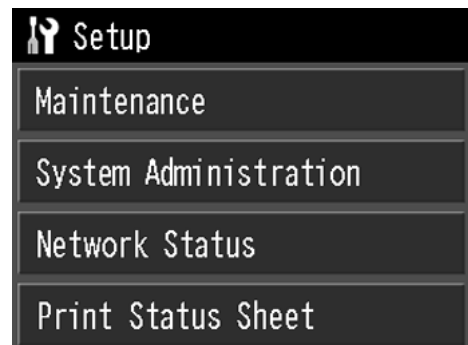 Setup
Maintenance
System Administration
Network Status
Print Status Sheet